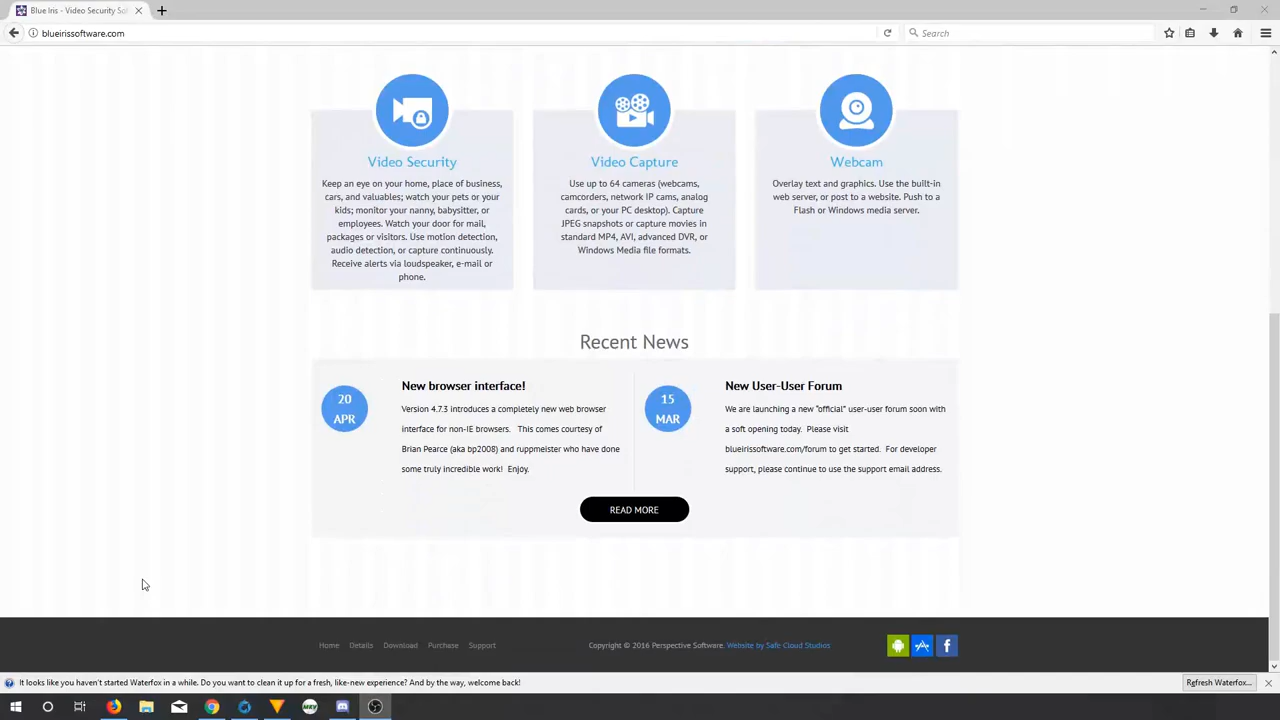 Blue Iris - Video Security Sof
blueirissoftware.com
Search
Video Security
Keep an eye on your home, place of business,
cars, and valuables; watch your pets or your
kids; monitor your nanny, babysitter, or
employees. Watch your door for mail,
packages or visitors. Use motion detection,
audio detection, or capture continuously.
Receive alerts via loudspeaker, e-mail or
phone.
Video Capture
Use up to 64 cameras (webcams,
camcorders, network IP cams, analog
cards, or your PC desktop). Capture
JPEG snapshots or capture movies in
standard MP4, AVI, advanced DVR, or
Windows Media file formats.
Webcam
Overlay text and graphics. Use the built-in
web server, or post to a website. Push to a
Flash or Windows media server.
Recent News
20
APR
New browser interface!
Version 4.7.3 introduces a completely new web browser
interface for non-IE browsers. This comes courtesy of
Brian Pearce (aka bp2008) and ruppmeister who have done
some truly incredible work! Enjoy.
15
MAR
New User-User Forum
We are launching a new "official" user-user forum soon with
a soft opening today. Please visit
blueirissoftware.com/forum to get started. For developer
support, please continue to use the support email address.
READ MORE
Home Details Download Purchase Support
Copyright © 2016 Perspective Software. Website by Safe Cloud Studios
It looks like you haven't started Waterfox in a while. Do you want to clean it up for a fresh, like-new experience? And by the way, welcome back!
Refresh Waterfox...
MKV